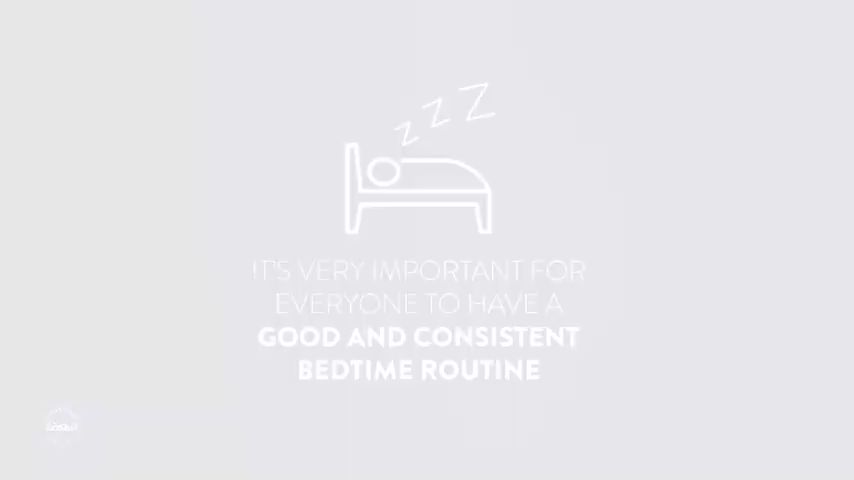 Z Z Z
IT'S VERY IMPORTANT FOR
EVERYONE TO HAVE A
GOOD AND CONSISTENT
BEDTIME ROUTINE